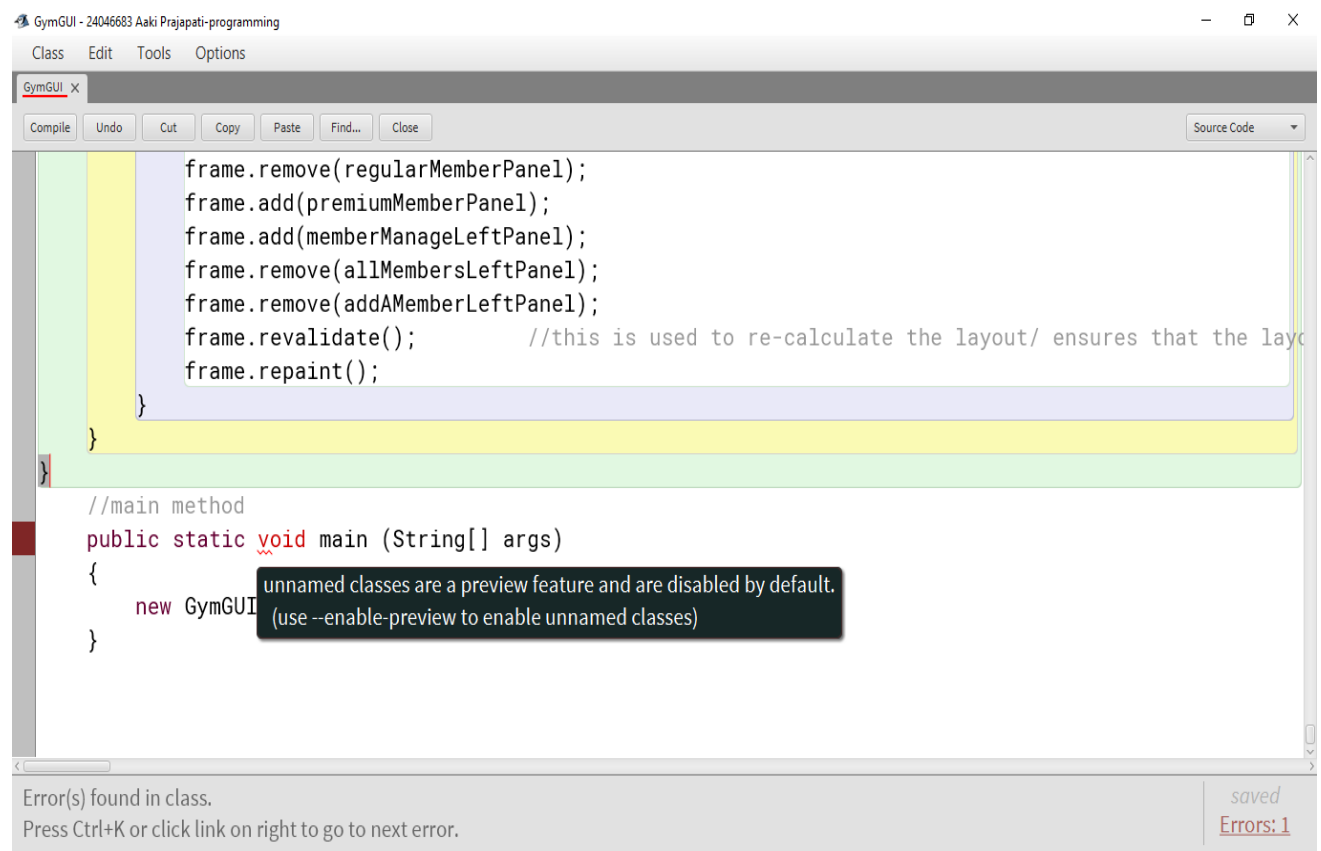 GymGUI - 24046683 Aaki Prajapati-programming
Class Edit Tools Options
GymGUI X
Compile Undo Cut Copy Paste Find... Close Source Code
frame.remove(regularMemberPanel);
frame.add(premiumMemberPanel);
frame.add(memberManageLeftPanel);
frame.remove(allMembersLeftPanel);
frame.remove(addAMemberLeftPanel);
frame.revalidate(); //this is used to re-calculate the layout/ ensures that the layo
frame.repaint();
}
}
}
//main method
public static void main (String[] args)
{
unnamed classes are a preview feature and are disabled by default.
new GymGUI
(use --enable-preview to enable unnamed classes)
}
Error(s) found in class.
saved
Press Ctrl+K or click link on right to go to next error.
Errors: 1